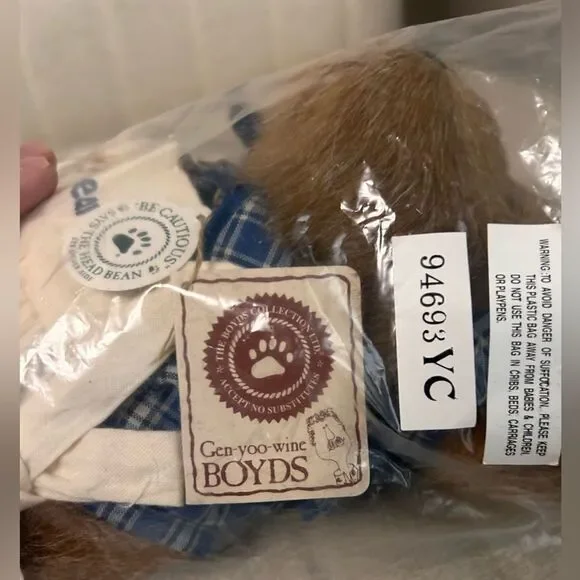 ea
"BE CAUTIOUS"
SAYS
THE HEAD BEAN
THE BOYDS COLLECTION LTD.
ACCEPT NO SUBSTITUTES
Gen-yoo-wine
BOYDS
94693YC
WARNING:TO AVOID DANGER OF SUFFOCATION, PLEASE KEEP
THIS PLASTIC BAG AWAY FROM BABIES & CHILDREN.
DO NOT USE THIS BAG IN CRIBS, BEDS, CARRIAGES
OR PLAYPENS.